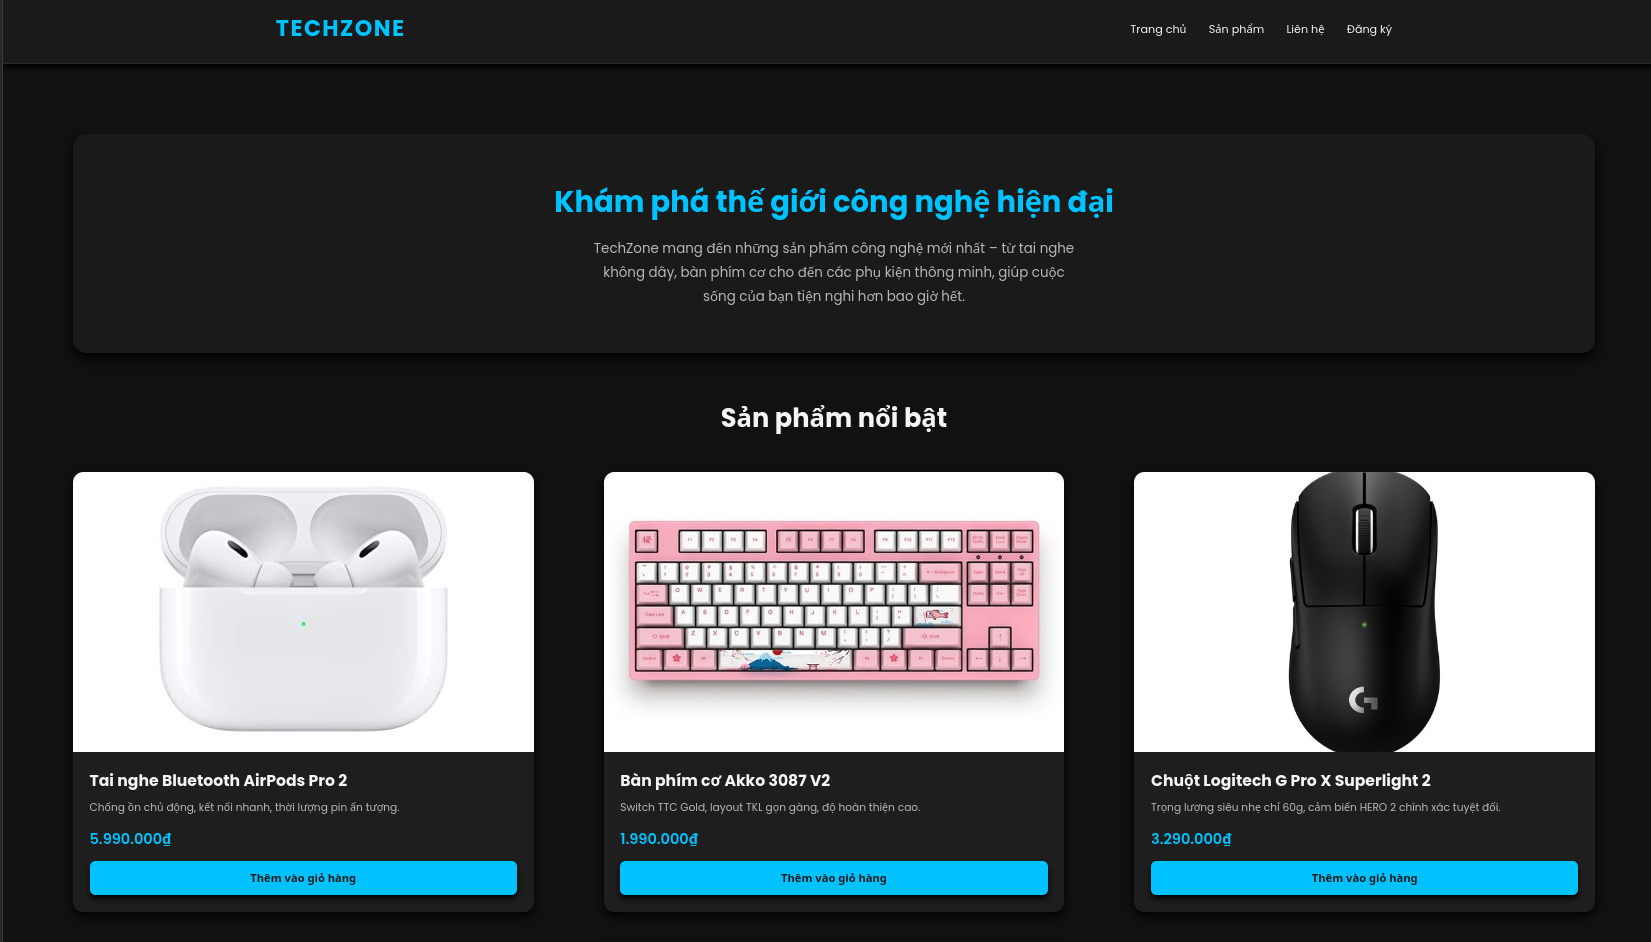 TECHZONE
Trang chủ Sản phẩm Liên hệ Đăng ký
Khám phá thế giới công nghệ hiện đại
TechZone mang đến những sản phẩm công nghệ mới nhất – từ tai nghe
không dây, bàn phím cơ cho đến các phụ kiện thông minh, giúp cuộc
sống của bạn tiện nghi hơn bao giờ hết.
Sản phẩm nổi bật
Tai nghe Bluetooth AirPods Pro 2
Chống ồn chủ động, kết nối nhanh, thời lượng pin ấn tượng.
5.990.000₫
Thêm vào giỏ hàng
Bàn phím cơ Akko 3087 V2
Switch TTC Gold, layout TKL gọn gàng, độ hoàn thiện cao.
1.990.000₫
Thêm vào giỏ hàng
Chuột Logitech G Pro X Superlight 2
Trọng lượng siêu nhẹ chỉ 60g, cảm biến HERO 2 chính xác tuyệt đối.
3.290.000₫
Thêm vào giỏ hàng